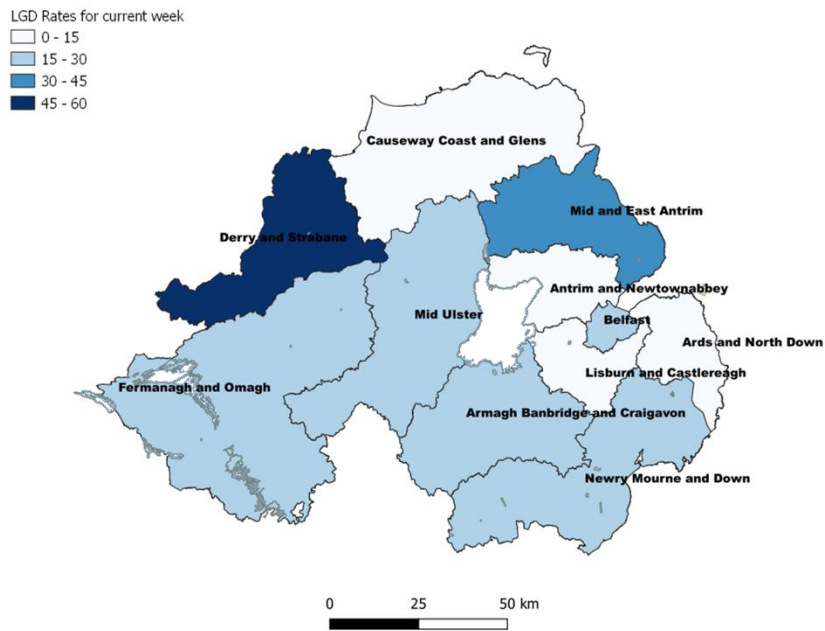 LGD Rates for current week
0 - 15
15 - 30
30 - 45
45 - 60
Causeway Coast and Glens
Mid and East Antrim
Derry and Strabane
Antrim and Newtownabbey
Mid Ulster
Belfast
Ards and North Down
Lisburn and Castlereagh
Fermanagh and Omagh
Armagh Banbridge and Craigavon
Newry Mourne and Down
0 25 50 km